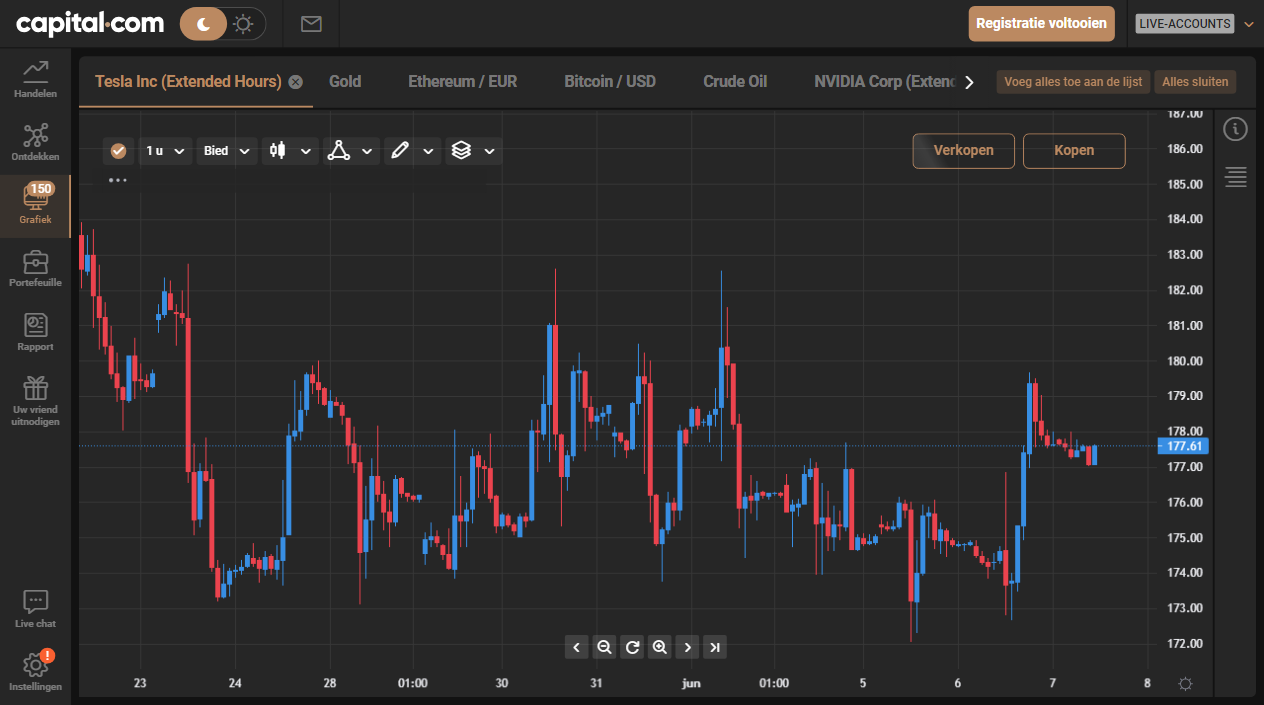 capital.com
Registratie voltooien
LIVE-ACCOUNTS
Handelen
Ontdekken
150
Grafiek
Portefeuille
Rapport
Uw vriend
uitnodigen
Live chat
!
Instellingen
Tesla Inc (Extended Hours)
Gold
Ethereum / EUR
Bitcoin / USD
Crude Oil
NVIDIA Corp (Extenc
Voeg alles toe aan de lijst
Alles sluiten
1 u
Bied
Verkopen
Kopen
187.00
186.00
185.00
184.00
183.00
182.00
181.00
180.00
179.00
178.00
177.61
177.00
176.00
175.00
174.00
173.00
172.00
23 24 28 01:00 30 31 jun 01:00 5 6 7 8